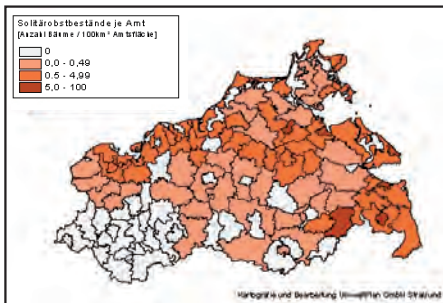 Solitärobstbestände je Amt
[Anzahl Bäume / 100km² Amtsfläche]
0
0,0 - 0,49
0.5 - 4,99
5,0 - 100
Kartografie und Bearbeitung UmweltPlan GmbH Stralsund